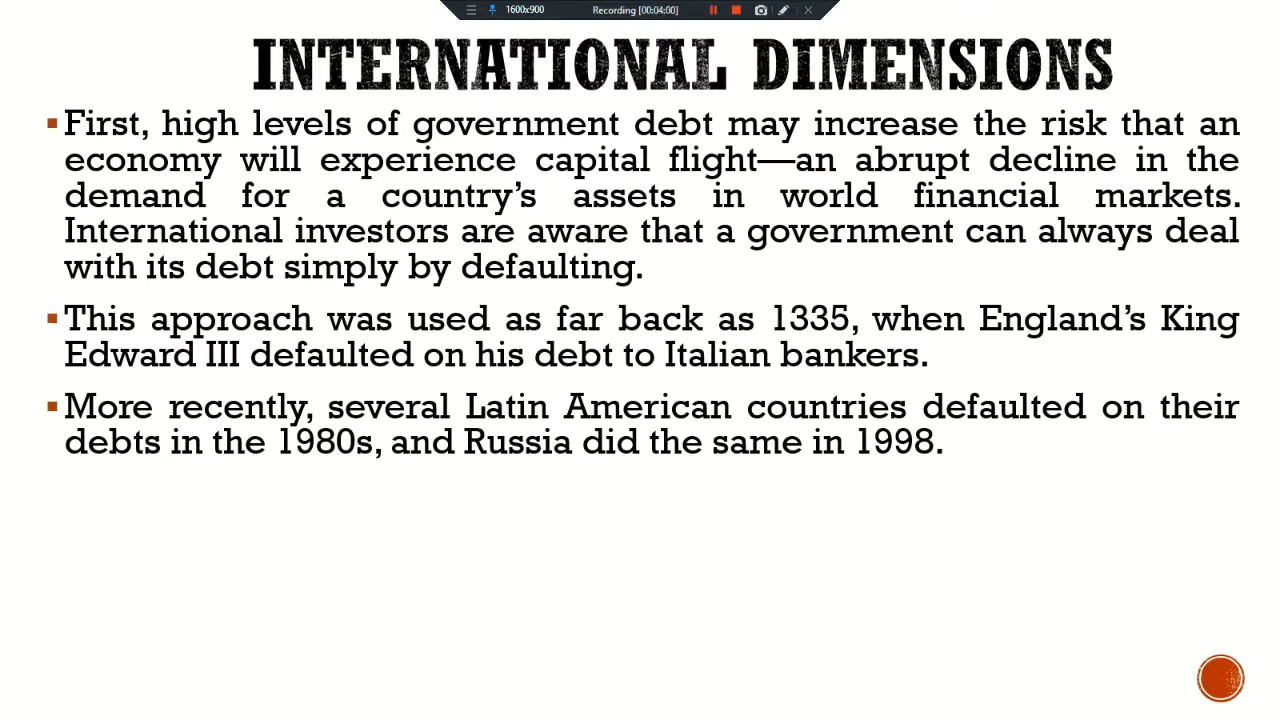 1600x900 Recording [00:04:00]
INTERNATIONAL DIMENSIONS
▪First, high levels of government debt may increase the risk that an
economy will experience capital flight—an abrupt decline in the
demand for a country’s assets in world financial markets.
International investors are aware that a government can always deal
with its debt simply by defaulting.
▪This approach was used as far back as 1335, when England’s King
Edward III defaulted on his debt to Italian bankers.
▪More recently, several Latin American countries defaulted on their
debts in the 1980s, and Russia did the same in 1998.